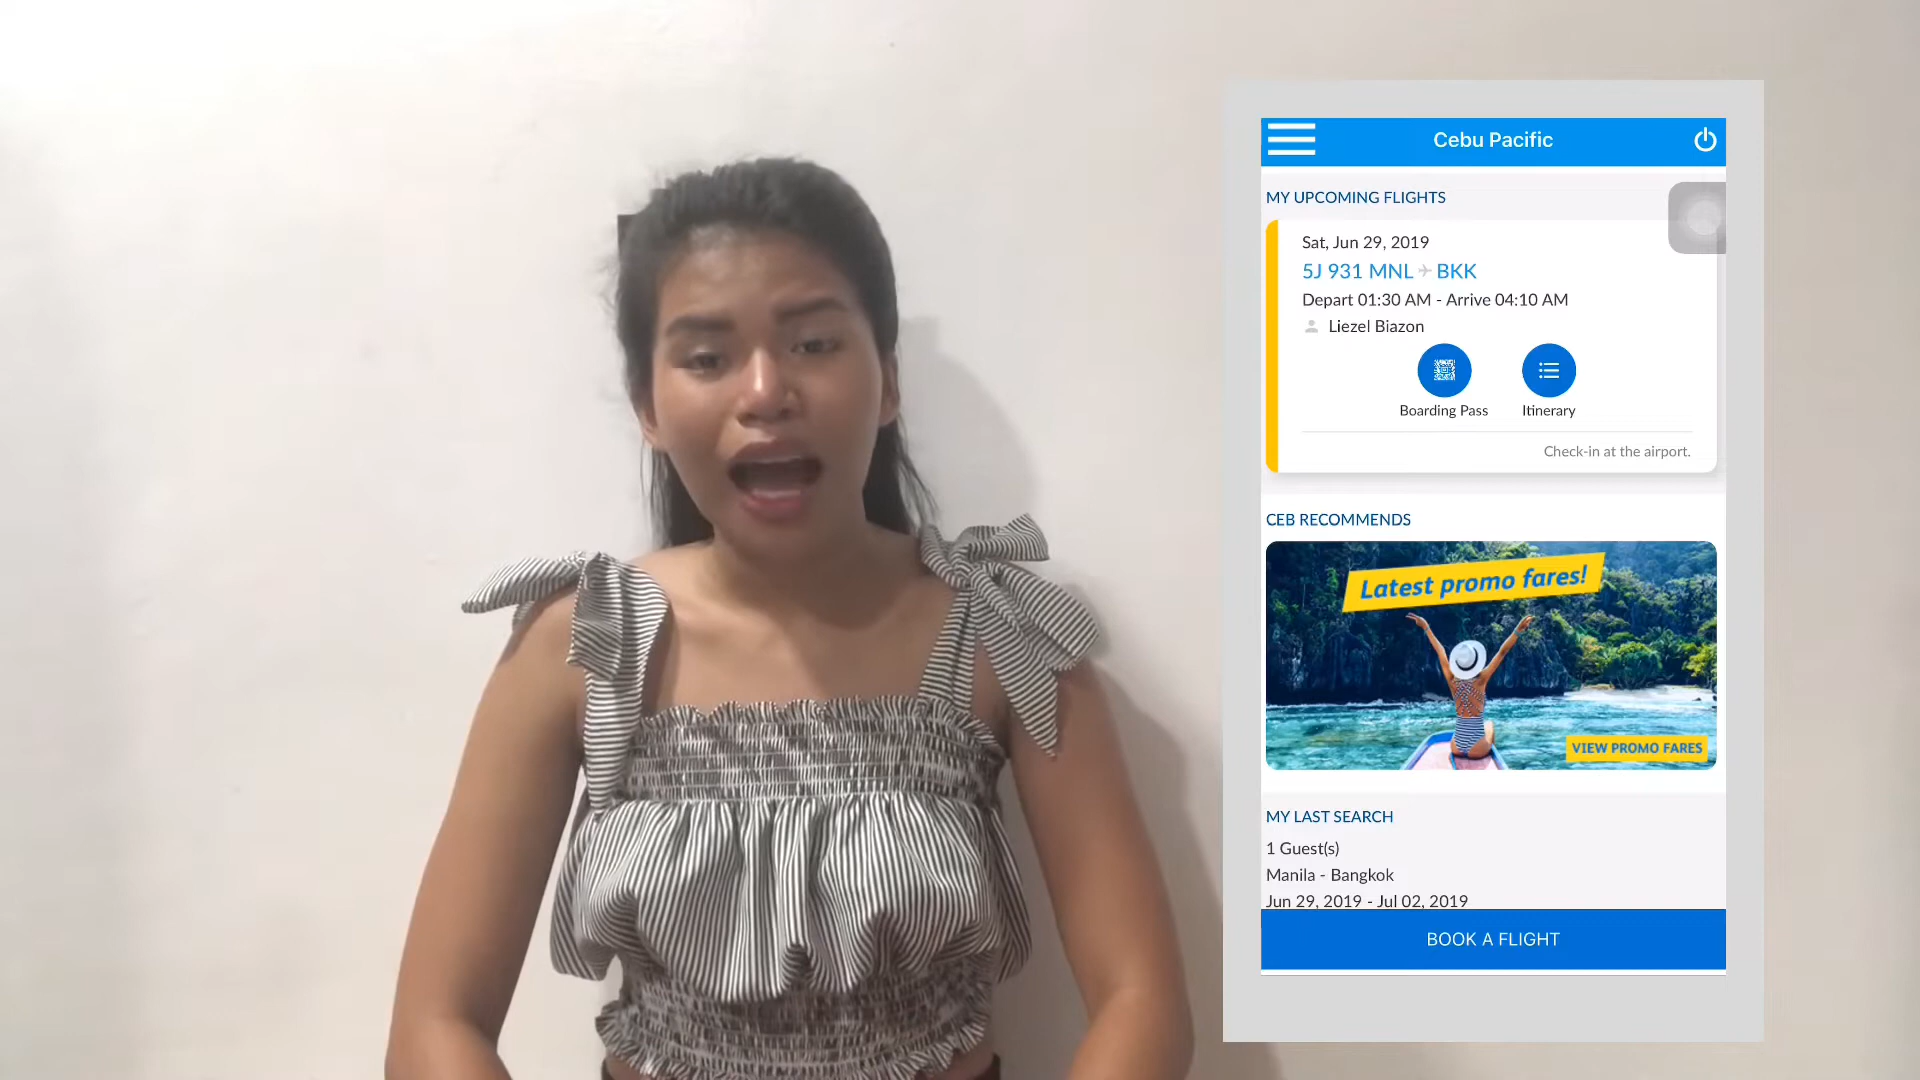 Cebu Pacific
MY UPCOMING FLIGHTS
Sat, Jun 29, 2019
5J 931 MNL BKK
Depart 01:30 AM - Arrive 04:10 AM
Liezel Biazon
Boarding Pass Itinerary
Check-in at the airport.
CEB RECOMMENDS
Latest promo fares!
VIEW PROMO FARES
MY LAST SEARCH
1 Guest(s)
Manila - Bangkok
Jun 29, 2019 - Jul 02, 2019
BOOK A FLIGHT